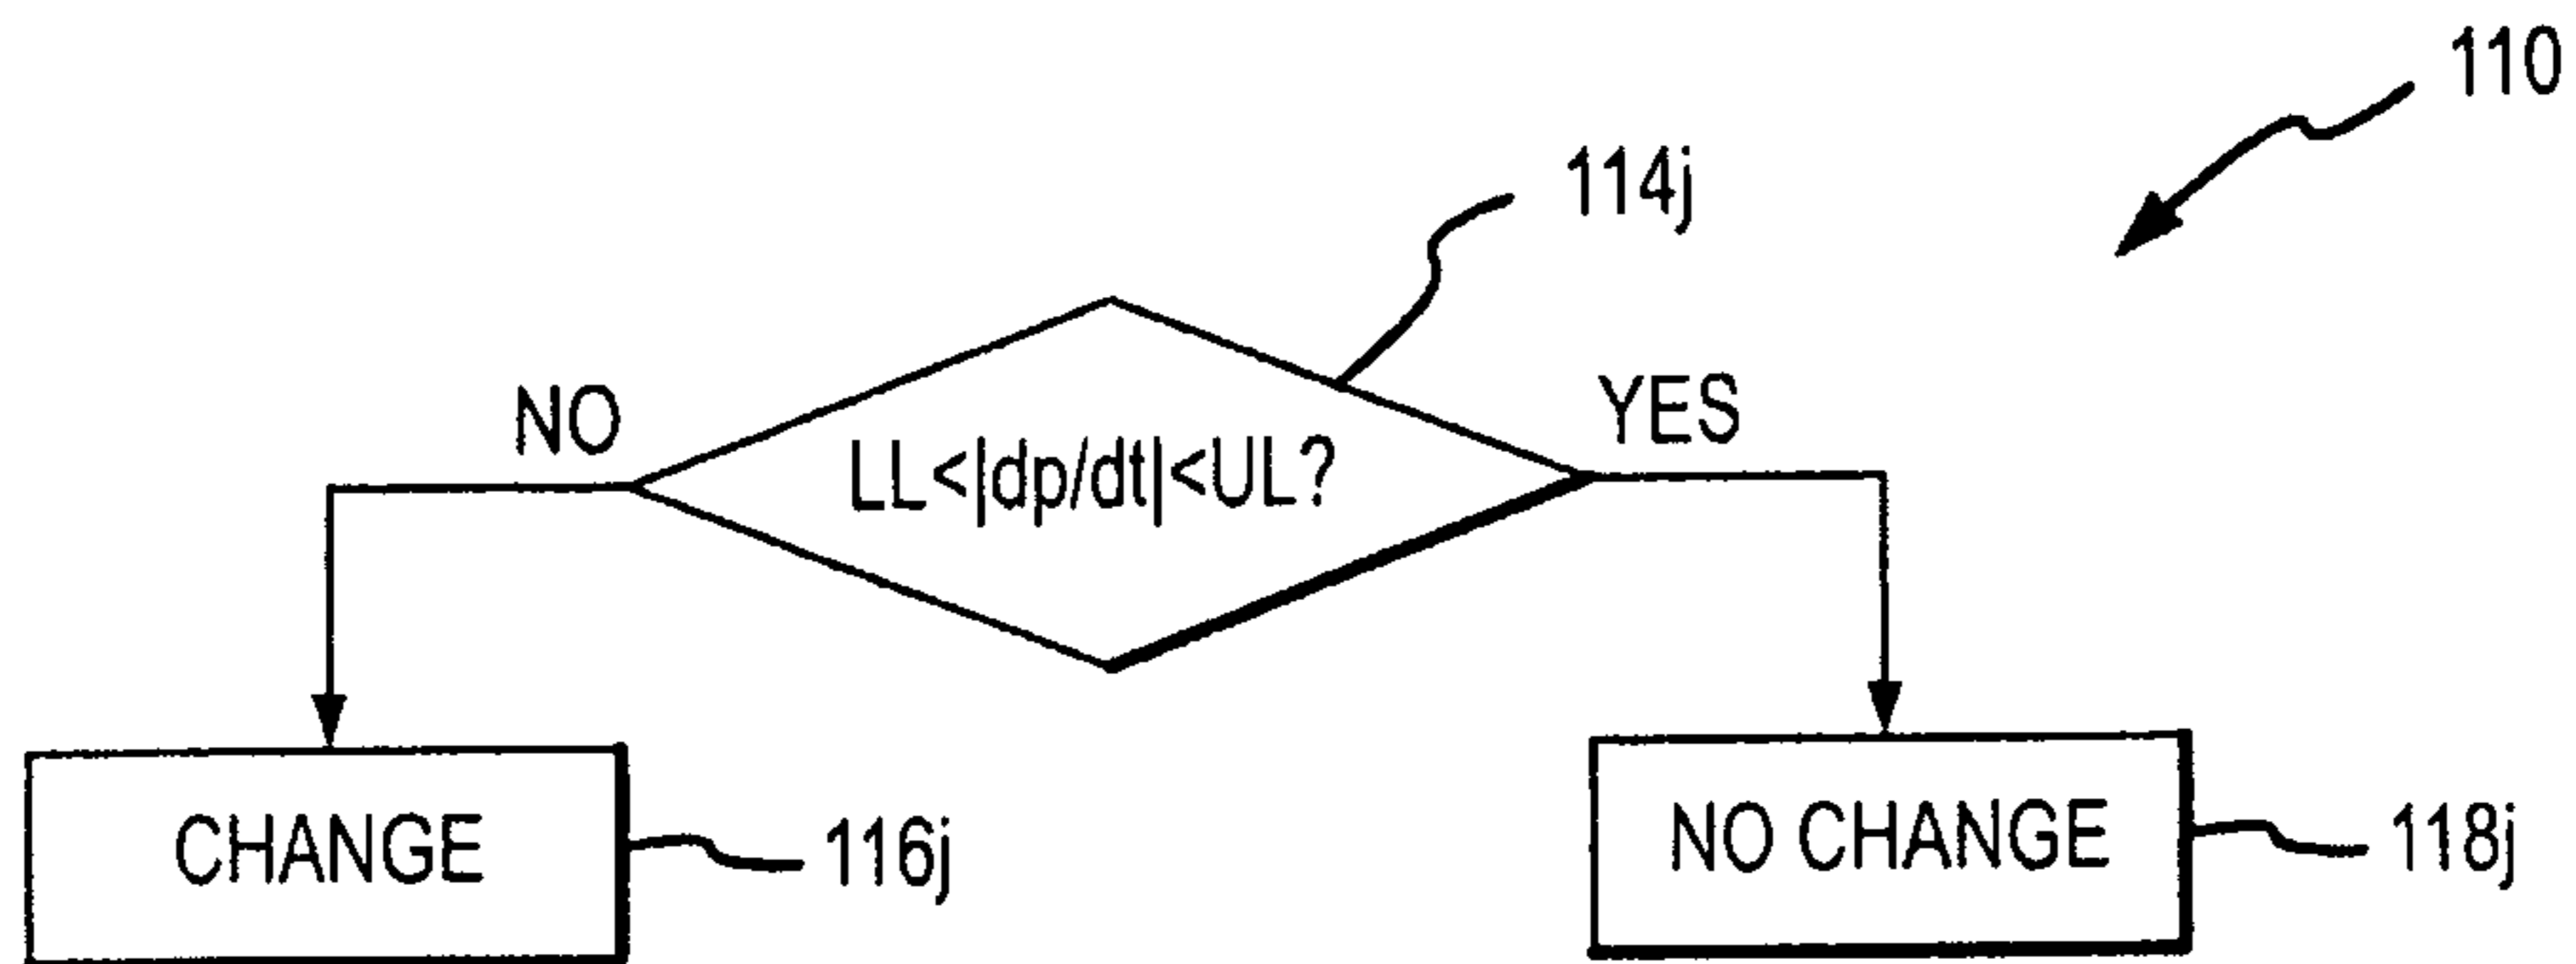 110
114j
NO
YES
LL<|dp/dt|<UL?
CHANGE
116j
NO CHANGE
118j